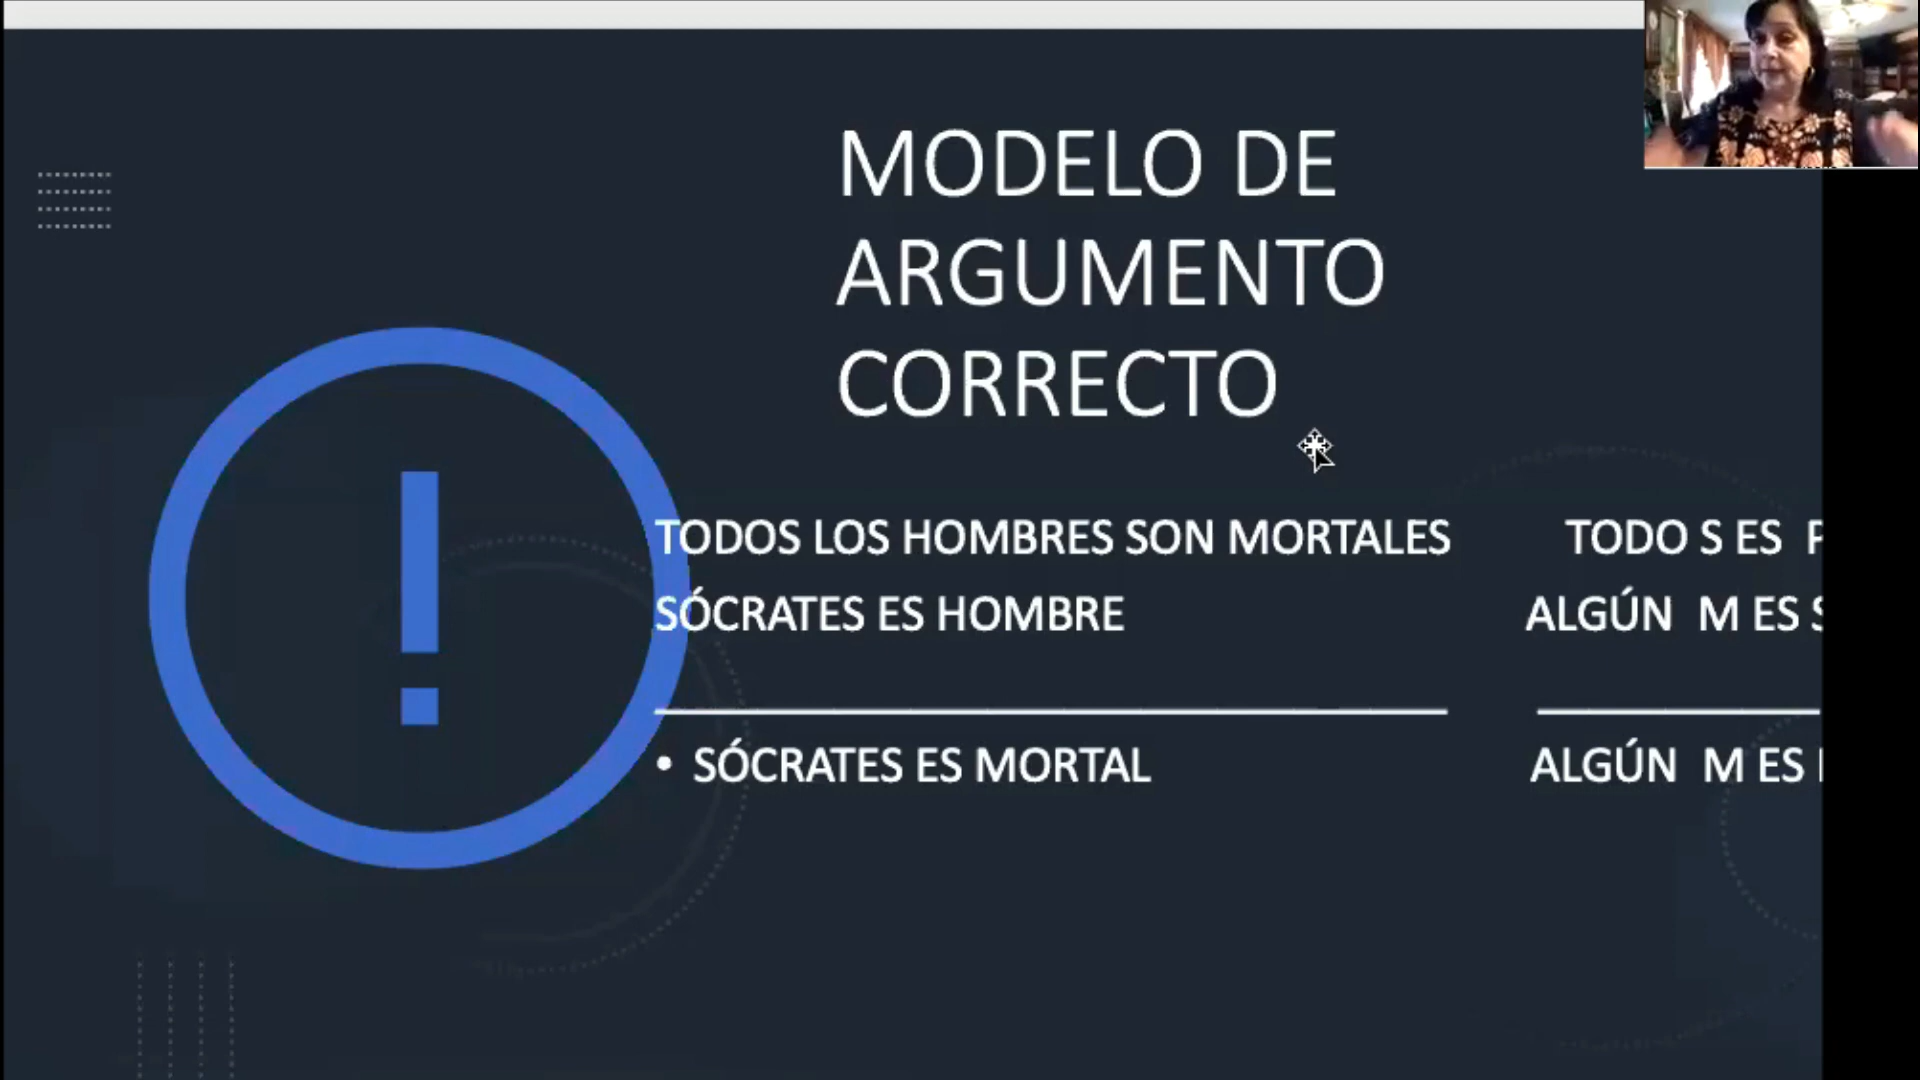 MODELO DE
ARGUMENTO
CORRECTO
TODOS LOS HOMBRES SON MORTALES
SÓCRATES ES HOMBRE
• SÓCRATES ES MORTAL
TODO S ES
ALGÚN M ES
ALGÚN M ES